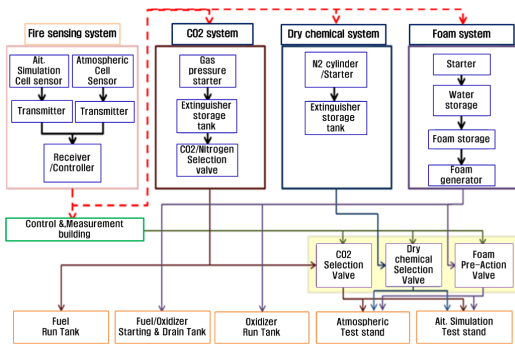 Fire sensing system
CO2 system
Dry chemical system
Foam system
Ait.
Simulation
Cell sensor
Atmospheric
Cell
Sensor
Transmitter
Transmitter
Receiver
/Controller
Gas
pressure
starter
Extinguisher
storage
tank
CO2/Nitrogen
Selection
valve
N2 cylinder
/Starter
Extinguisher
storage
tank
Starter
Water
storage
Foam storage
Foam
generator
Control &,Measurement
building
CO2
Selection
Valve
Dry
chemical
Selection
Valve
Foam
Pre-Action
Valve
Fuel
Run Tank
Fuel/Oxidizer
Starting & Drain Tank
Oxidizer
Run Tank
Atmospheric
Test stand
Ait. Simulation
Test stand